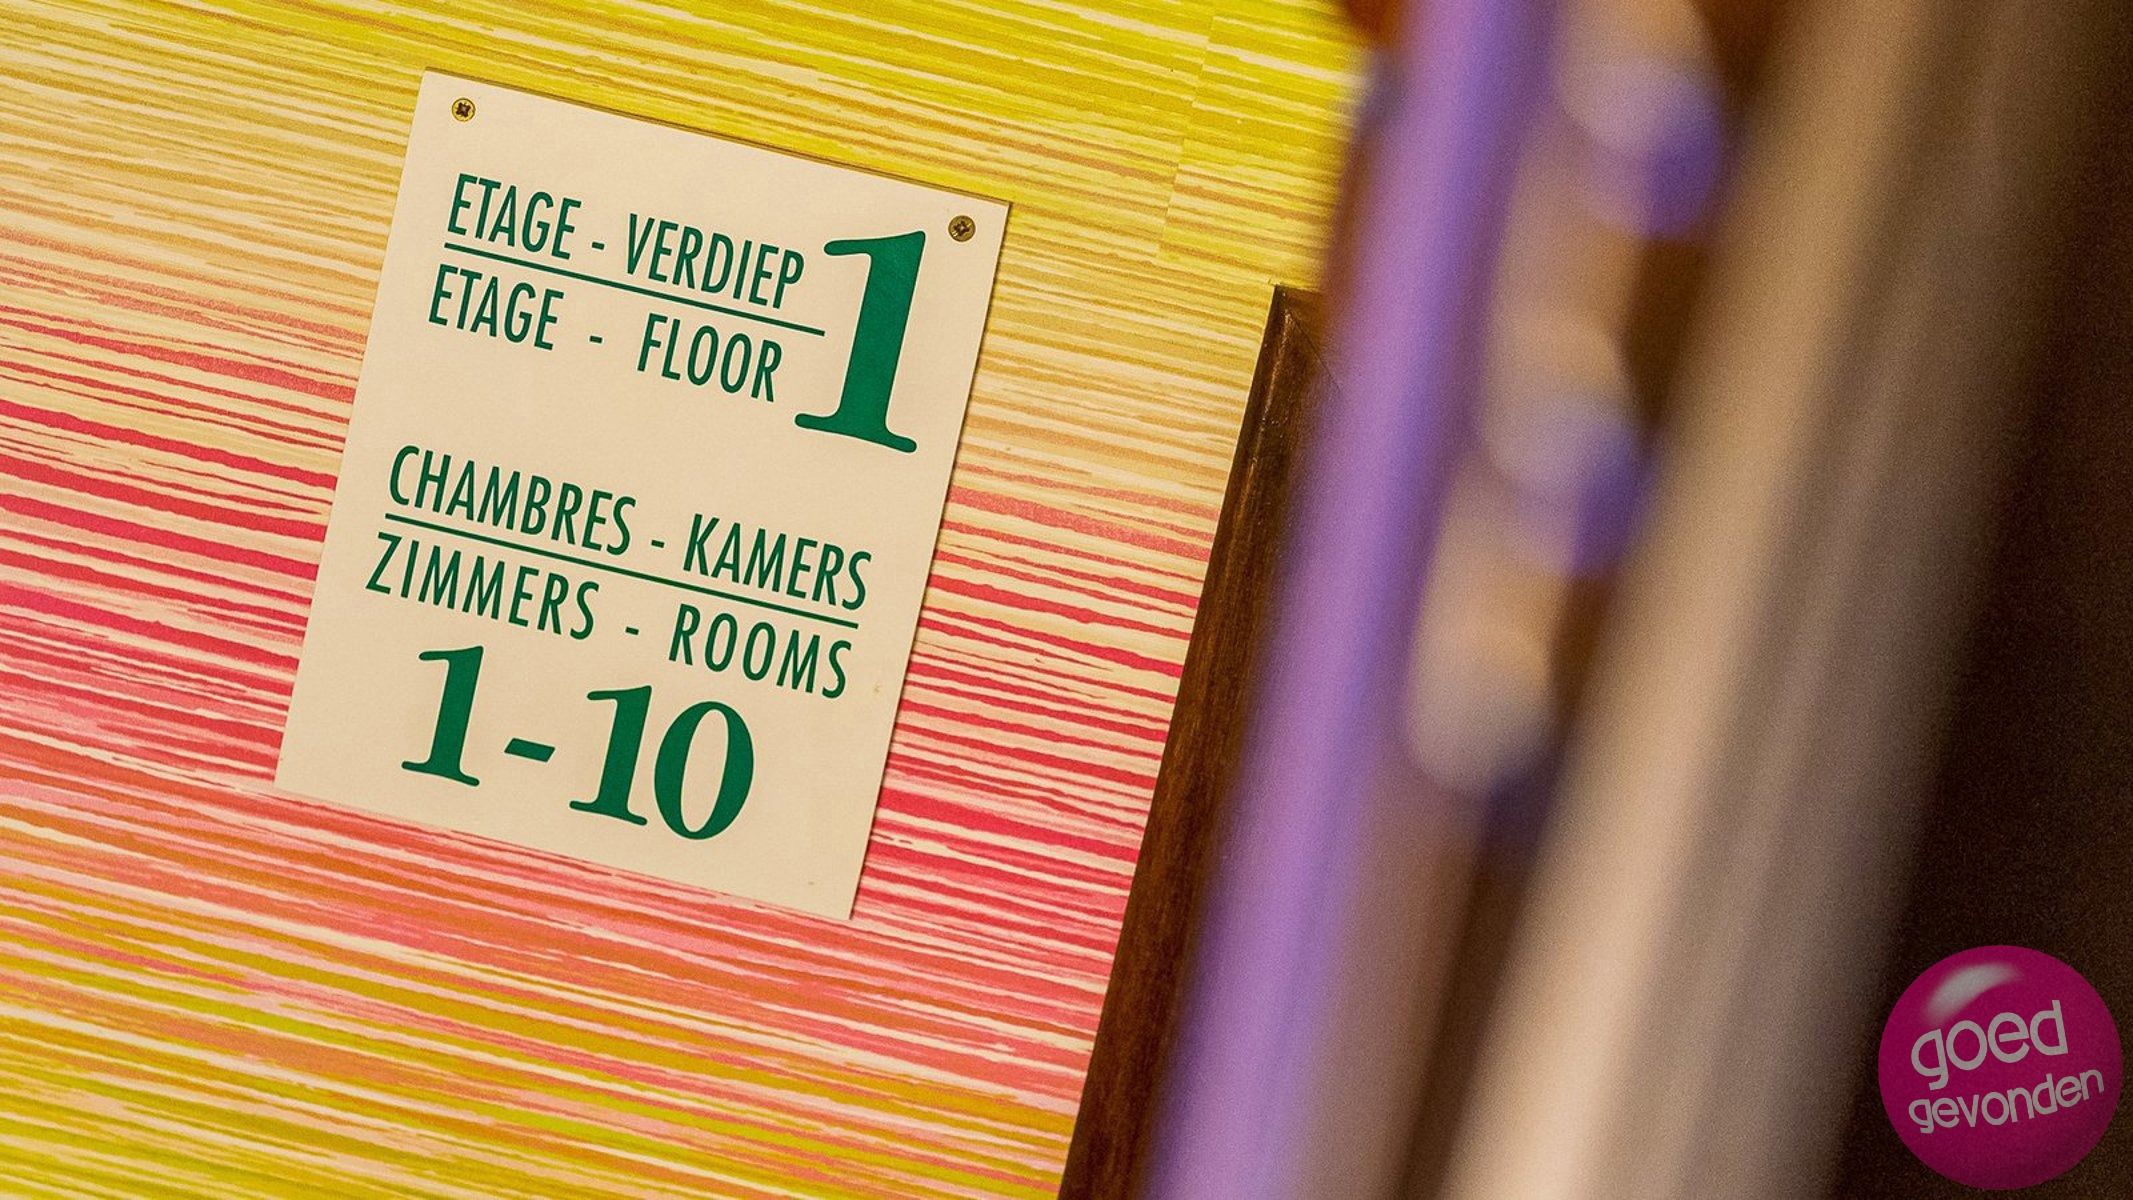 ETAGE - VERDIEP 1
ETAGE - FLOOR
CHAMBRES - KAMERS
ZIMMERS - ROOMS
1-10
goed
gevonden